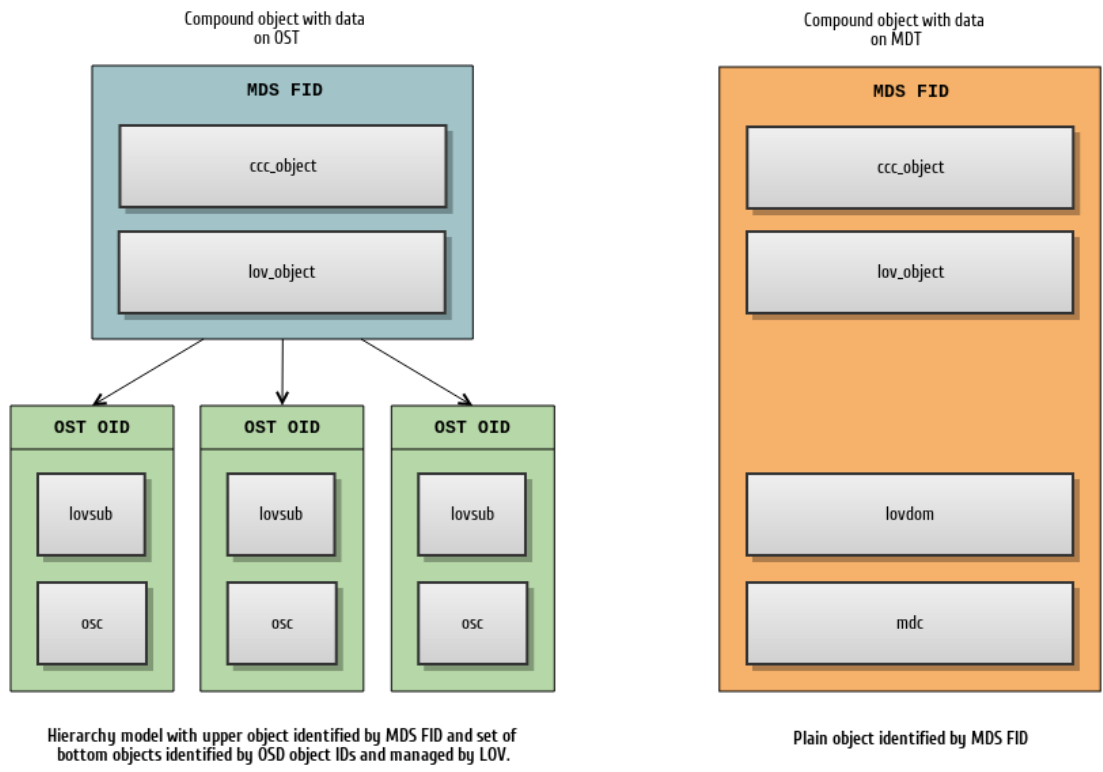 Compound object with data
on OST
MDS FID
ccc_object
lov_object
OST OID
lovsub
osc
OST OID
lovsub
osc
OST OID
lovsub
osc
Hierarchy model with upper object identified by MDS FID and set of
bottom objects identified by OSD object IDs and managed by LOV.
Compound object with data
on MDT
MDS FID
ccc_object
lov_object
lovdom
mdc
Plain object identified by MDS FID